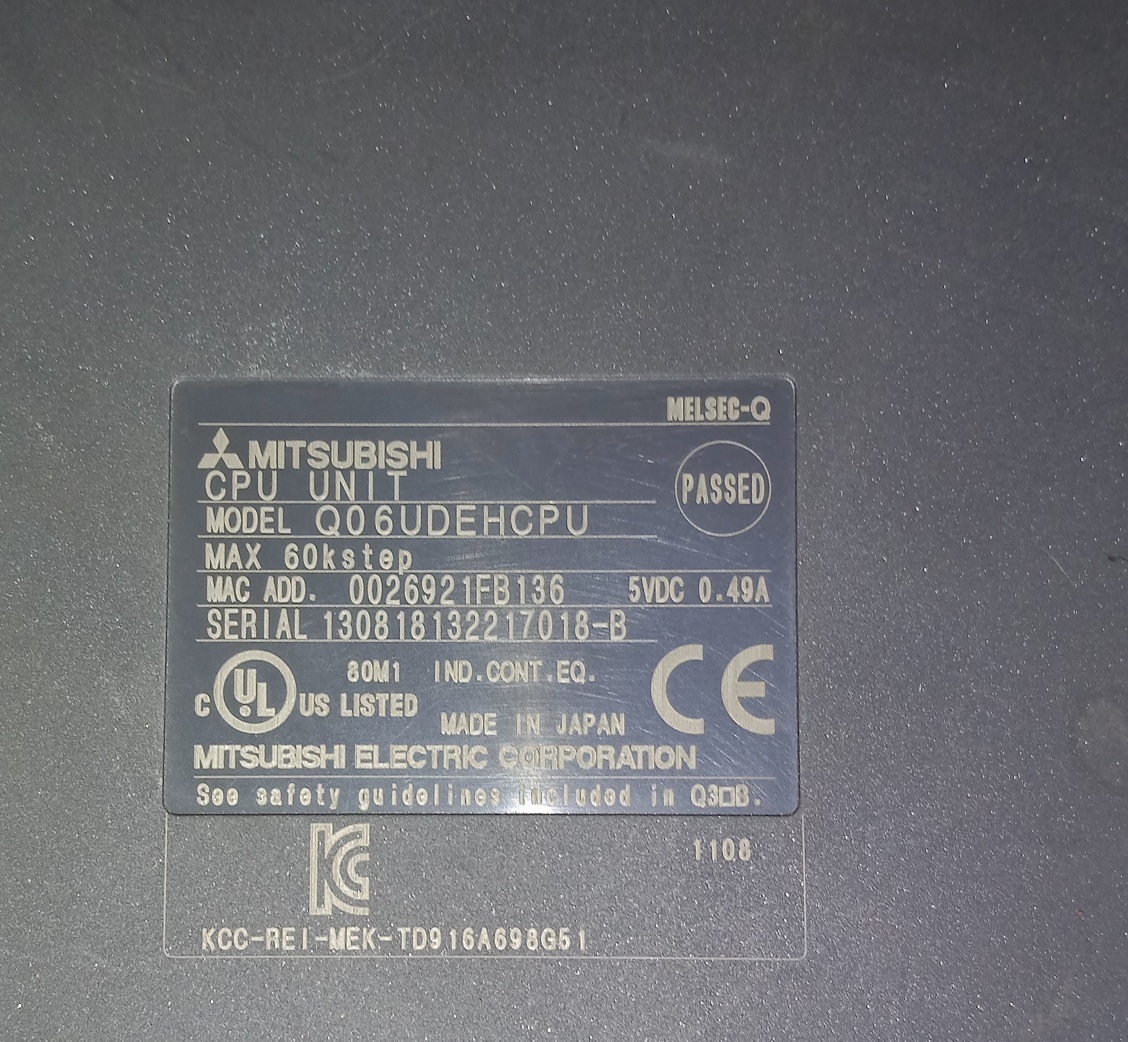 MELSEC-Q
MITSUBISHI
CPU UNIT
PASSED
MODEL Q06UDEHCPU
MAX 60kstep
MAC ADD. 0026921FB136 5VDC 0.49A
SERIAL 130818132217018-B
C UL US LISTED 80M1 IND.CONT.EQ.
CE
MADE IN JAPAN
MITSUBISHI ELECTRIC CORPORATION
See safety guidelines included in Q3□B.
KC
1108
KCC-REI-MEK-TD916A698G51